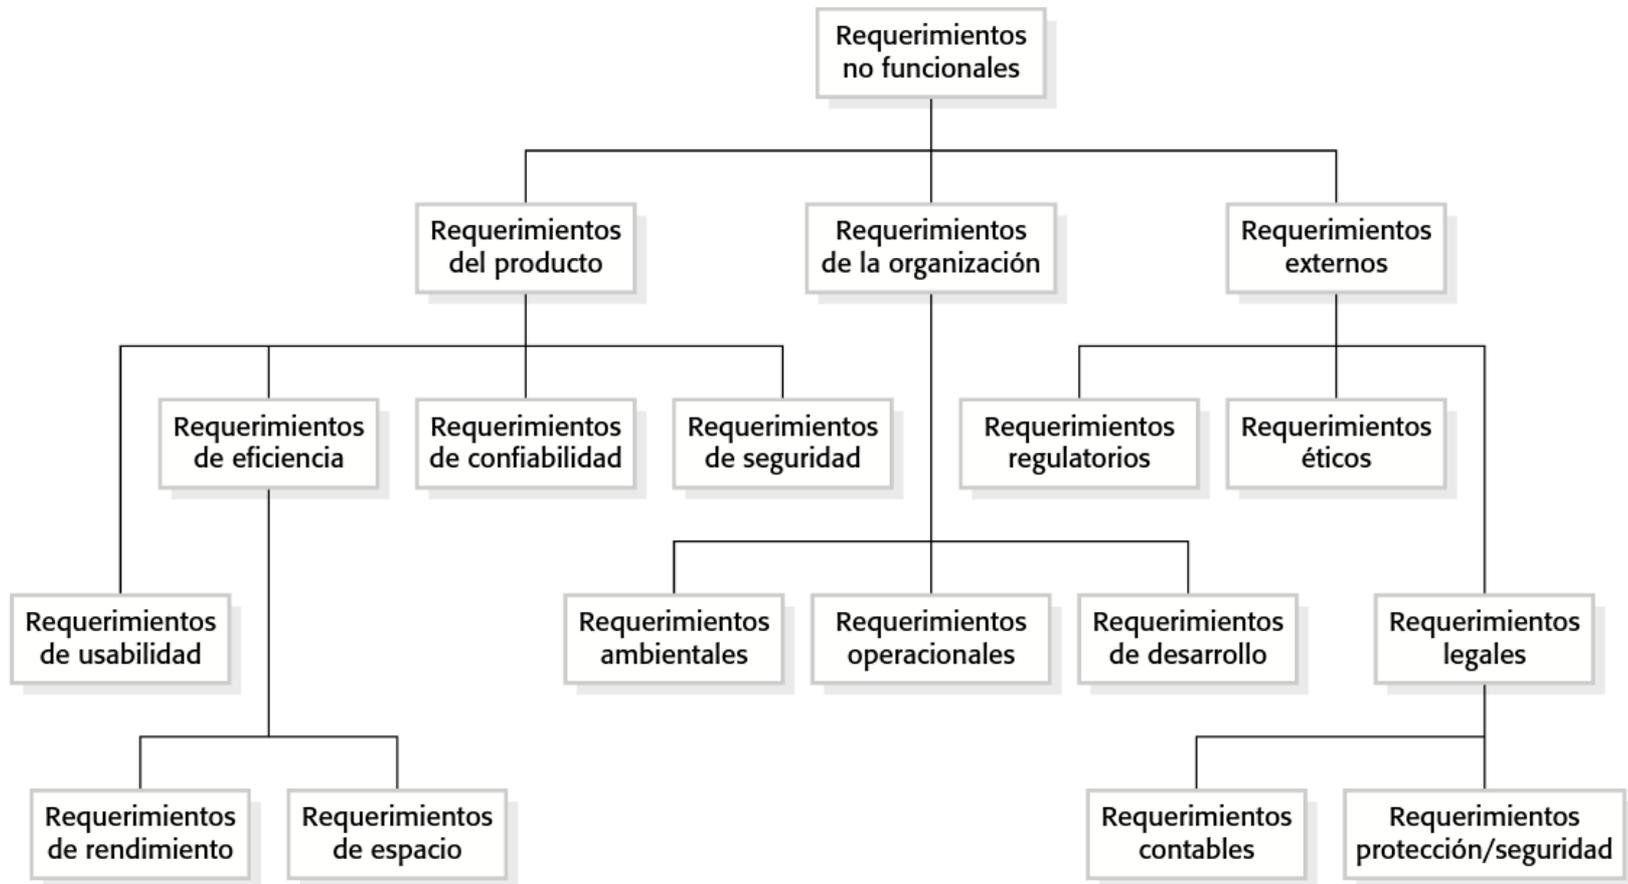 Requerimientos
no funcionales
Requerimientos
del producto
Requerimientos
de la organización
Requerimientos
externos
Requerimientos
de eficiencia
Requerimientos
de confiabilidad
Requerimientos
de seguridad
Requerimientos
regulatorios
Requerimientos
éticos
Requerimientos
de usabilidad
Requerimientos
ambientales
Requerimientos
operacionales
Requerimientos
de desarrollo
Requerimientos
legales
Requerimientos
de rendimiento
Requerimientos
de espacio
Requerimientos
contables
Requerimientos
protección/seguridad